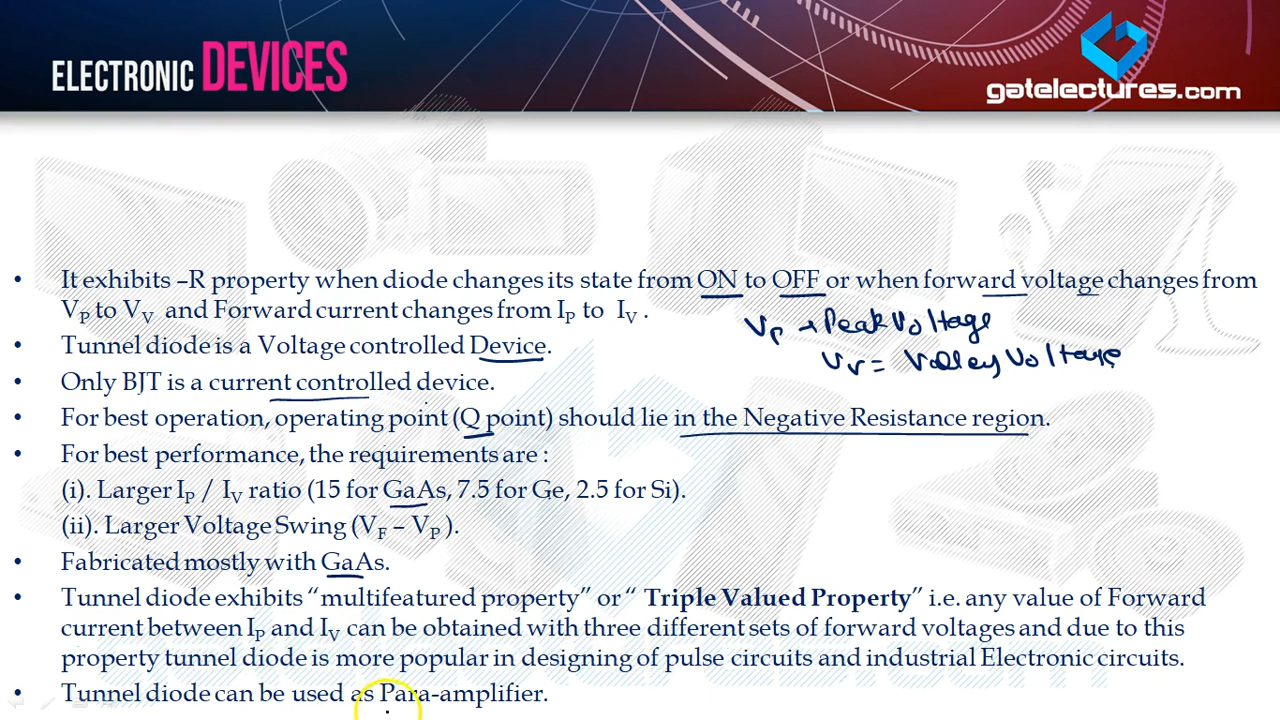 ELECTRONIC DEVICES
gatelectures.com
• It exhibits –R property when diode changes its state from ON to OFF or when forward voltage changes from
VP to VV and Forward current changes from IP to IV .
VP → Peak Voltage
• Tunnel diode is a Voltage controlled Device.
VV = Valley Voltage
• Only BJT is a current controlled device.
• For best operation, operating point (Q point) should lie in the Negative Resistance region.
• For best performance, the requirements are :
(i). Larger IP / IV ratio (15 for GaAs, 7.5 for Ge, 2.5 for Si).
(ii). Larger Voltage Swing (VF – VP ).
• Fabricated mostly with GaAs.
• Tunnel diode exhibits “multifeatured property” or “ Triple Valued Property” i.e. any value of Forward
current between IP and IV can be obtained with three different sets of forward voltages and due to this
property tunnel diode is more popular in designing of pulse circuits and industrial Electronic circuits.
• Tunnel diode can be used as Para-amplifier.